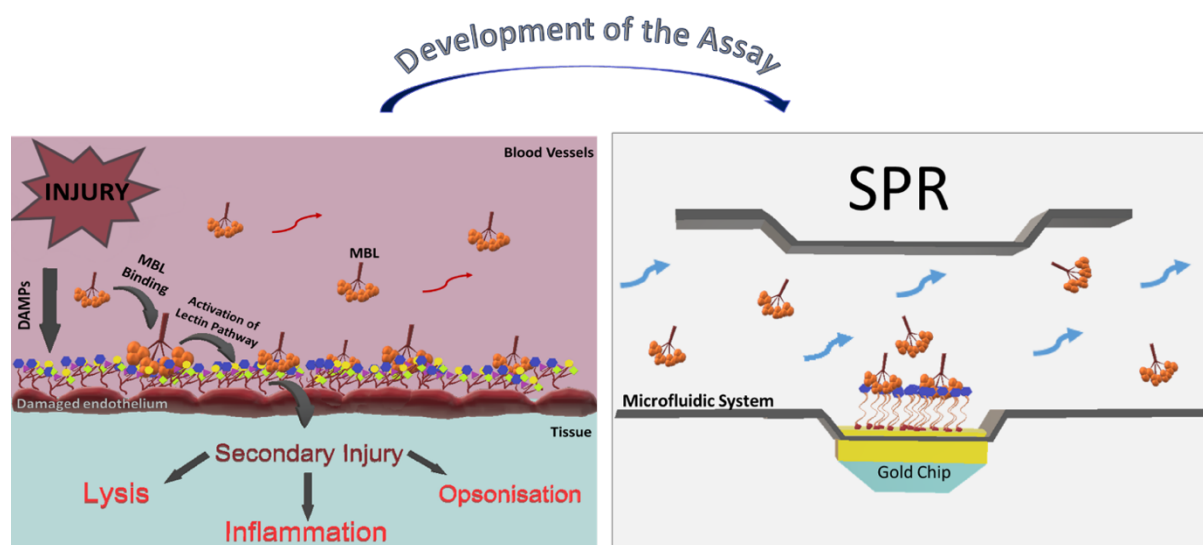 Development of the Assay
Blood Vessels
INJURY
DAMPs
MBL
Binding
MBL
Activation of
Lectin Pathway
Damaged endothelium
Tissue
Secondary Injury
Lysis
Opsonisation
Inflammation
SPR
Microfluidic System
Gold Chip